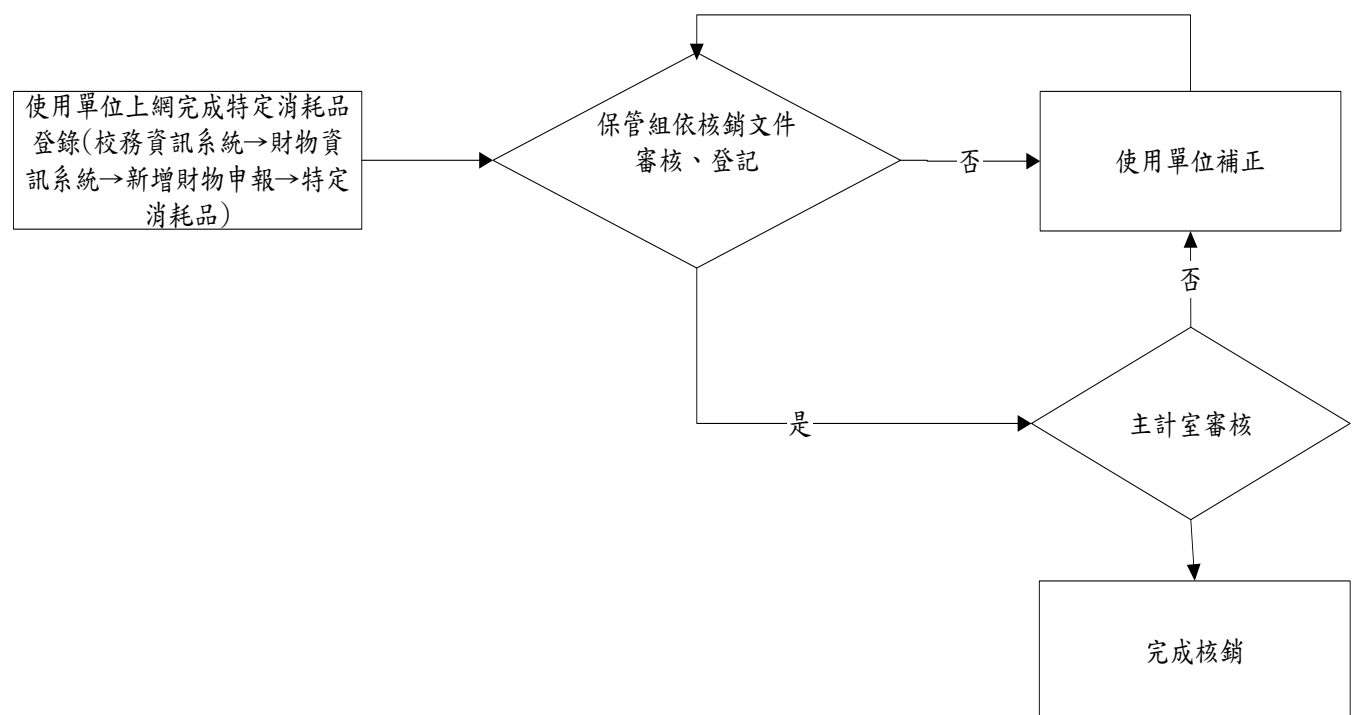 使用單位上網完成特定消耗品
登錄(校務資訊系統→財物資
訊系統→新增財物申報→特定
消耗品)
保管組依核銷文件
審核、登記
否
使用單位補正
否
是
主計室審核
完成核銷